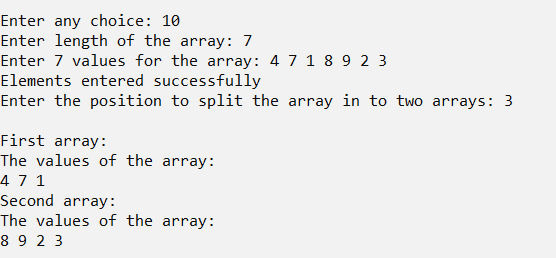 Enter any choice: 10
Enter length of the array: 7
Enter 7 values for the array: 4 7 1 8 9 2 3
Elements entered successfully
Enter the position to split the array in to two arrays: 3
First array:
The values of the array:
4 7 1
Second array:
The values of the array:
8 9 2 3